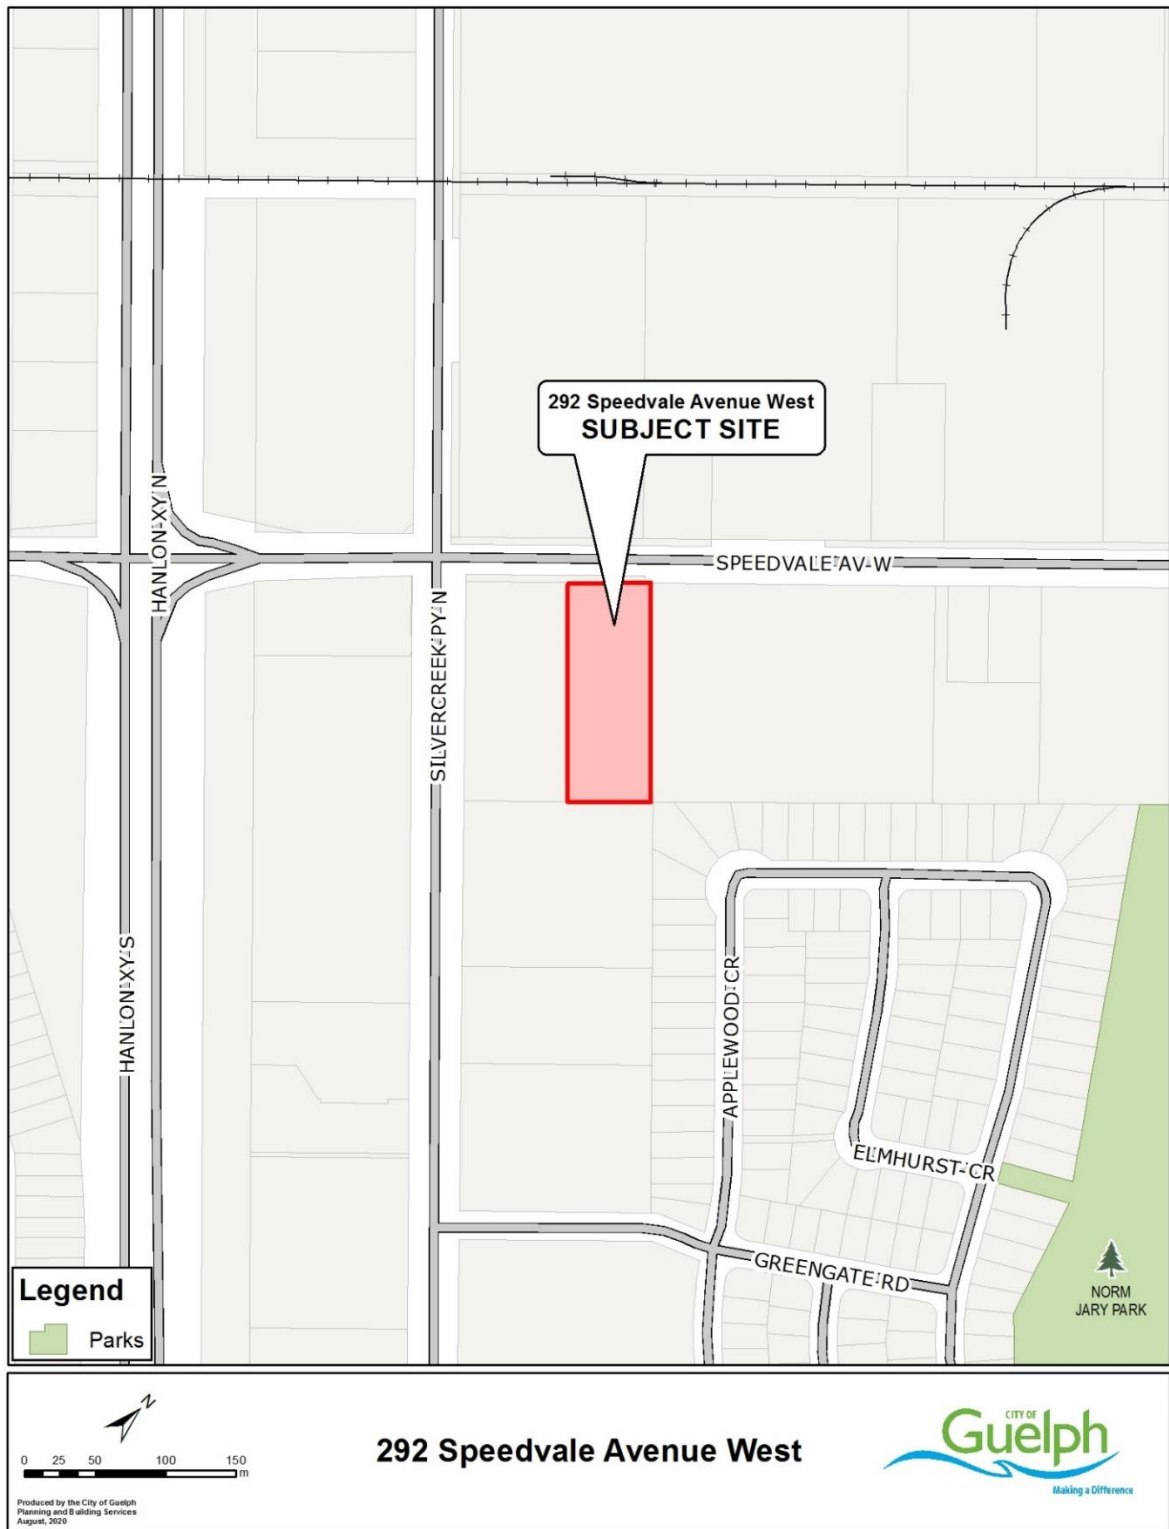 292 Speedvale Avenue West
SUBJECT SITE
HANLON XY N
SPEEDVALE AV W
SILVERCREEK PY N
HANLON XY S
APPLEWOOD CR
ELMHURST CR
GREENGATE RD
NORM
JARY PARK
Legend
Parks
N
0 25 50 100 150
m
Produced by the City of Guelph
Planning and Building Services
August, 2020
292 Speedvale Avenue West
CITY OF
Guelph
Making a Difference